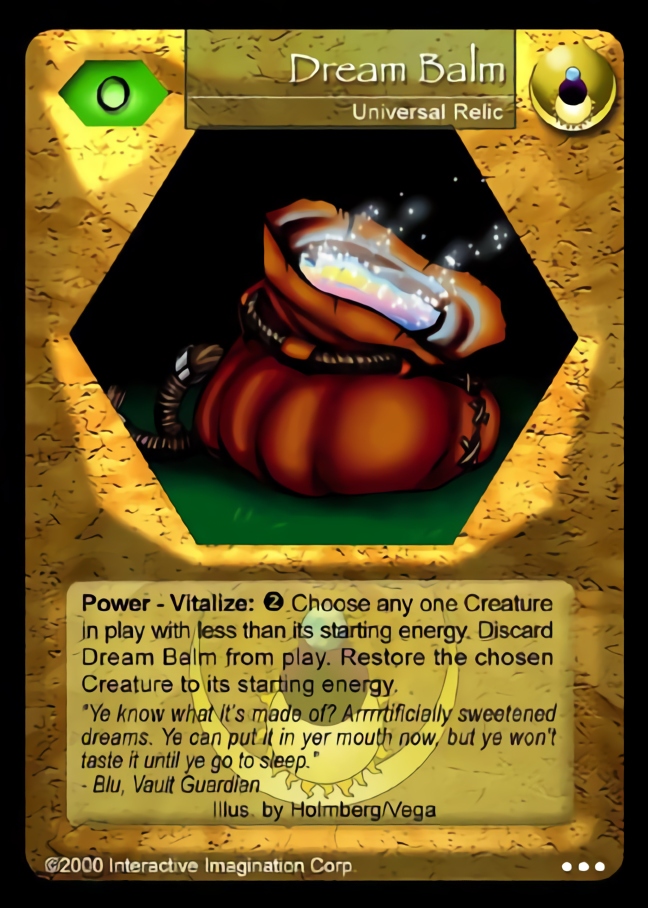 0
Dream Balm
Universal Relic
Power - Vitalize: ❷ Choose any one Creature
in play with less than its starting energy. Discard
Dream Balm from play. Restore the chosen
Creature to its starting energy.
"Ye know what it's made of? Arrrrtificially sweetened
dreams. Ye can put it in yer mouth now, but ye won't
taste it until ye go to sleep."
- Blu, Vault Guardian
Illus. by Holmberg/Vega
©2000 Interactive Imagination Corp.